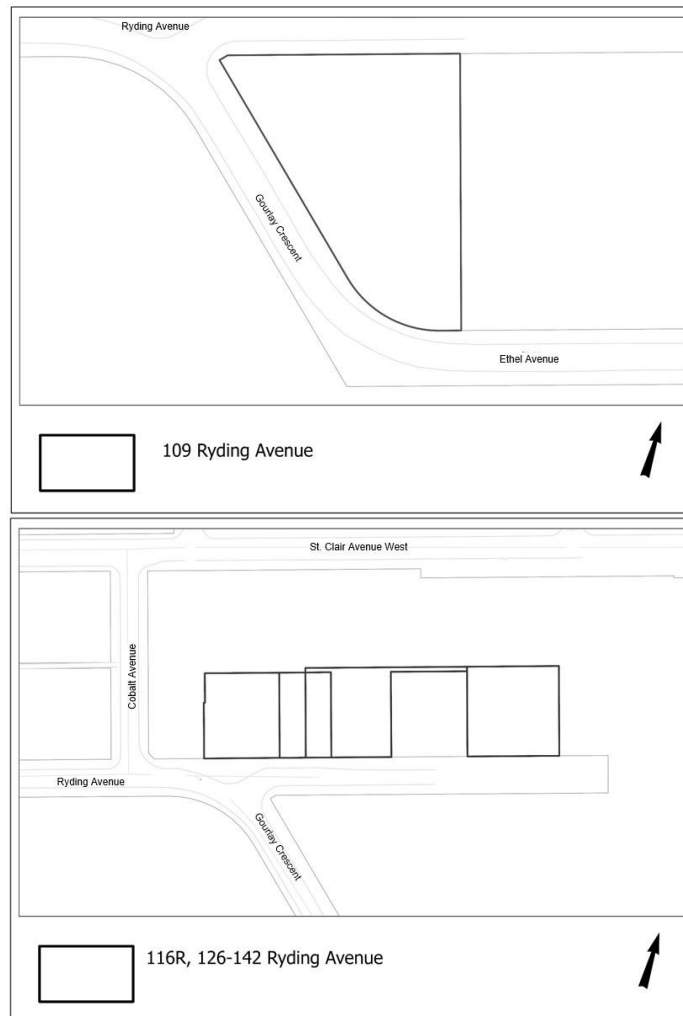 Ryding Avenue
Gourlay Crescent
Ethel Avenue
109 Ryding Avenue
St. Clair Avenue West
Cobalt Avenue
Ryding Avenue
Gourlay Crescent
116R, 126-142 Ryding Avenue